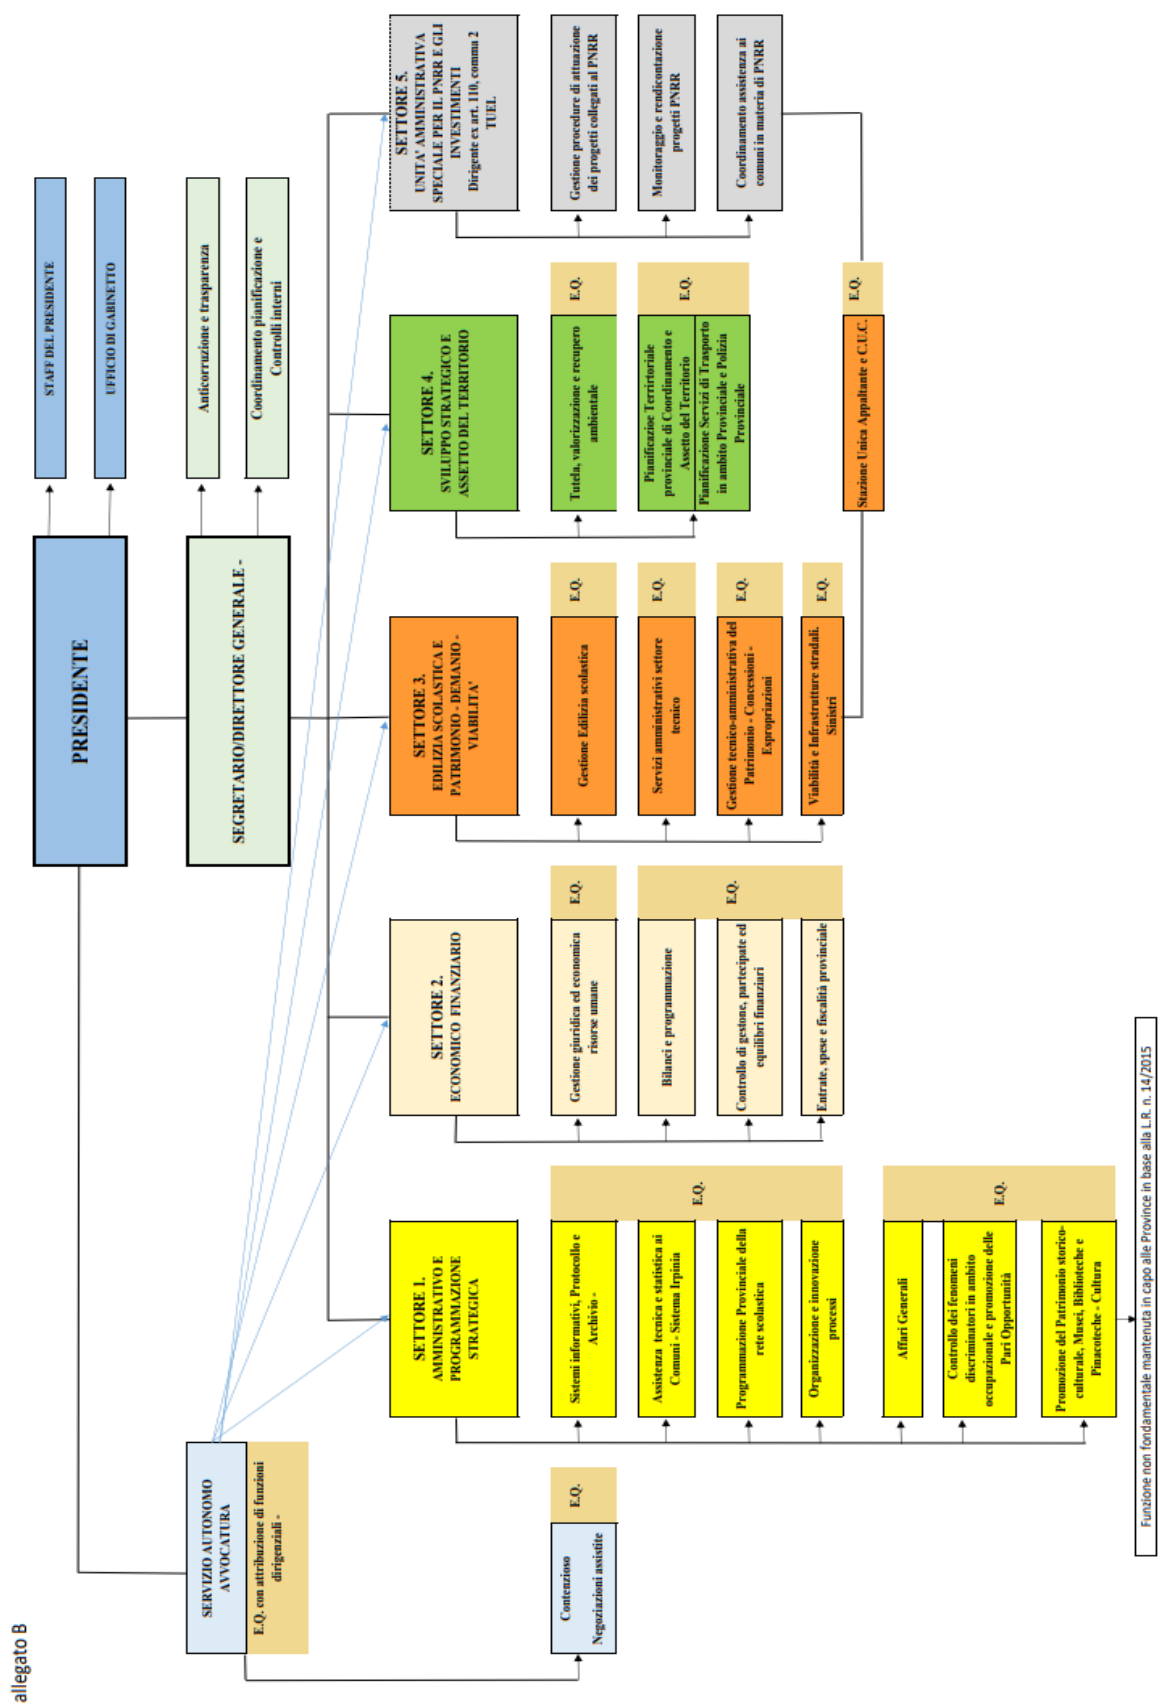 allegato B
PRESIDENTE
STAFF DEL PRESIDENTE
UFFICIO DI GABINETTO
SERVIZIO AUTONOMO
AVVOCATURA
E.Q. con attribuzione di funzioni
dirigenziali -
SEGRETARIO/DIRETTORE GENERALE -
Anticorruzione e trasparenza
Coordinamento pianificazione e
Controlli interni
SETTORE 1.
AMMINISTRATIVO E
PROGRAMMAZIONE
STRATEGICA
SETTORE 2.
ECONOMICO FINANZIARIO
SETTORE 3.
EDILIZIA SCOLASTICA E
PATRIMONIO - DEMANIO -
VIABILITA'
SETTORE 4.
SVILUPPO STRATEGICO E
ASSETTO DEL TERRITORIO
SETTORE 5.
UNITA' AMMINISTRATIVA
SPECIALE PER IL PNRR E GLI
INVESTIMENTI
Dirigente ex art. 110, comma 2
TUEL
Contenzioso
Negoziazioni assistite
E.Q.
Sistemi informativi, Protocollo e
Archivio -
Assistenza tecnica e statistica ai
Comuni - Sistema Irpinia
Programmazione Provinciale della
rete scolastica
Organizzazione e innovazione
processi
E.Q.
Affari Generali
Controllo dei fenomeni
discriminatori in ambito
occupazionale e promozione delle
Pari Opportunità
Promozione del Patrimonio storico-
culturale, Musei, Biblioteche e
Pinacoteche - Cultura
E.Q.
Gestione giuridica ed economica
risorse umane
E.Q.
Bilanci e programmazione
Controllo di gestone, partecipate ed
equilibri finanziari
Entrate, spese e fiscalità provinciale
E.Q.
Gestione Edilizia scolastica
E.Q.
Servizi amministrativi settore
tecnico
E.Q.
Gestione tecnico-amministrativa del
Patrimonio - Concessioni -
Espropriazioni
E.Q.
Viabilità e Infrastrutture stradali.
Sinistri
E.Q.
Tutela, valorizzazione e recupero
ambientale
E.Q.
Pianificazioe Terrirtoriale
provinciale di Coordinamento e
Assetto del Territorio
Pianificazione Servizi di Trasporto
in ambito Provinciale e Polizia
Provinciale
E.Q.
Stazione Unica Appaltante e C.U.C.
E.Q.
Gestione procedure di attuazione
dei progetti collegati al PNRR
Monitoraggio e rendicontazione
progetti PNRR
Coordinamento assistenza ai
comuni in materia di PNRR
Funzione non fondamentale mantenuta in capo alle Province in base alla L.R. n. 14/2015